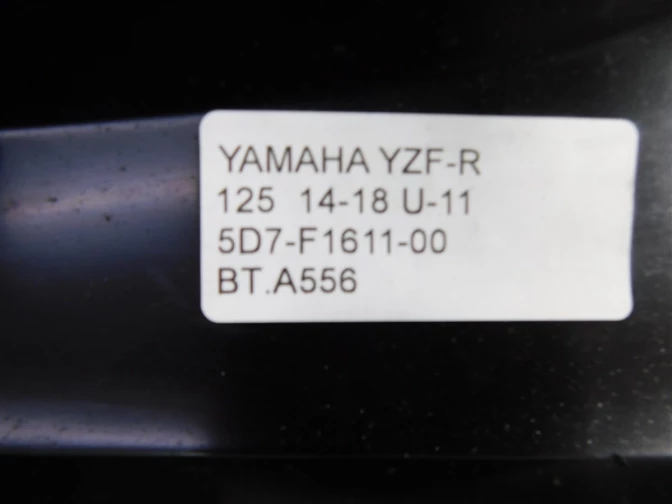 YAMAHA YZF-R
125 14-18 U-11
5D7-F1611-00
BT.A556